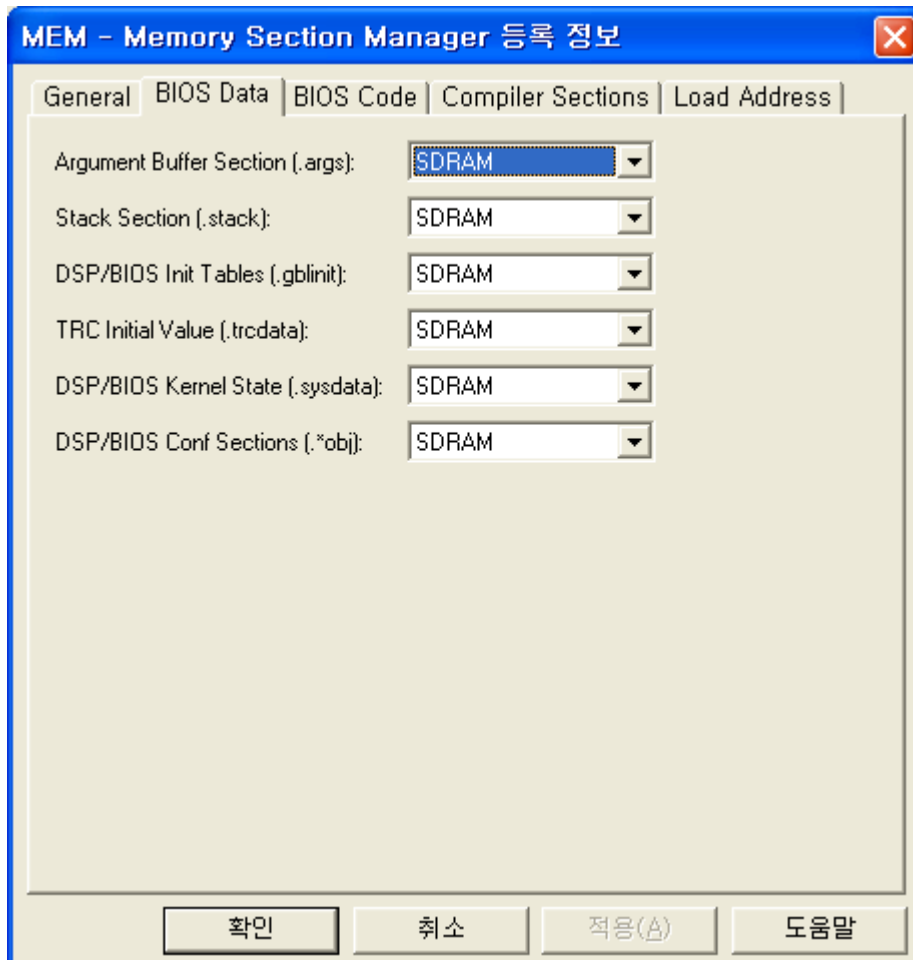 MEM - Memory Section Manager 등록 정보
General BIOS Data BIOS Code Compiler Sections Load Address
Argument Buffer Section (.args): SDRAM
Stack Section (.stack): SDRAM
DSP/BIOS Init Tables (.gblinit): SDRAM
TRC Initial Value (.trcdata): SDRAM
DSP/BIOS Kernel State (.sysdata): SDRAM
DSP/BIOS Conf Sections (.*obj): SDRAM
확인 취소 적용(A) 도움말